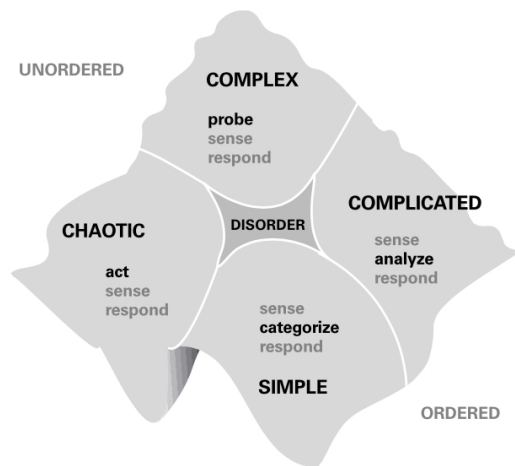 UNORDERED
COMPLEX
probe
sense
respond
COMPLICATED
sense
analyze
respond
DISORDER
CHAOTIC
act
sense
respond
sense
categorize
respond
SIMPLE
ORDERED